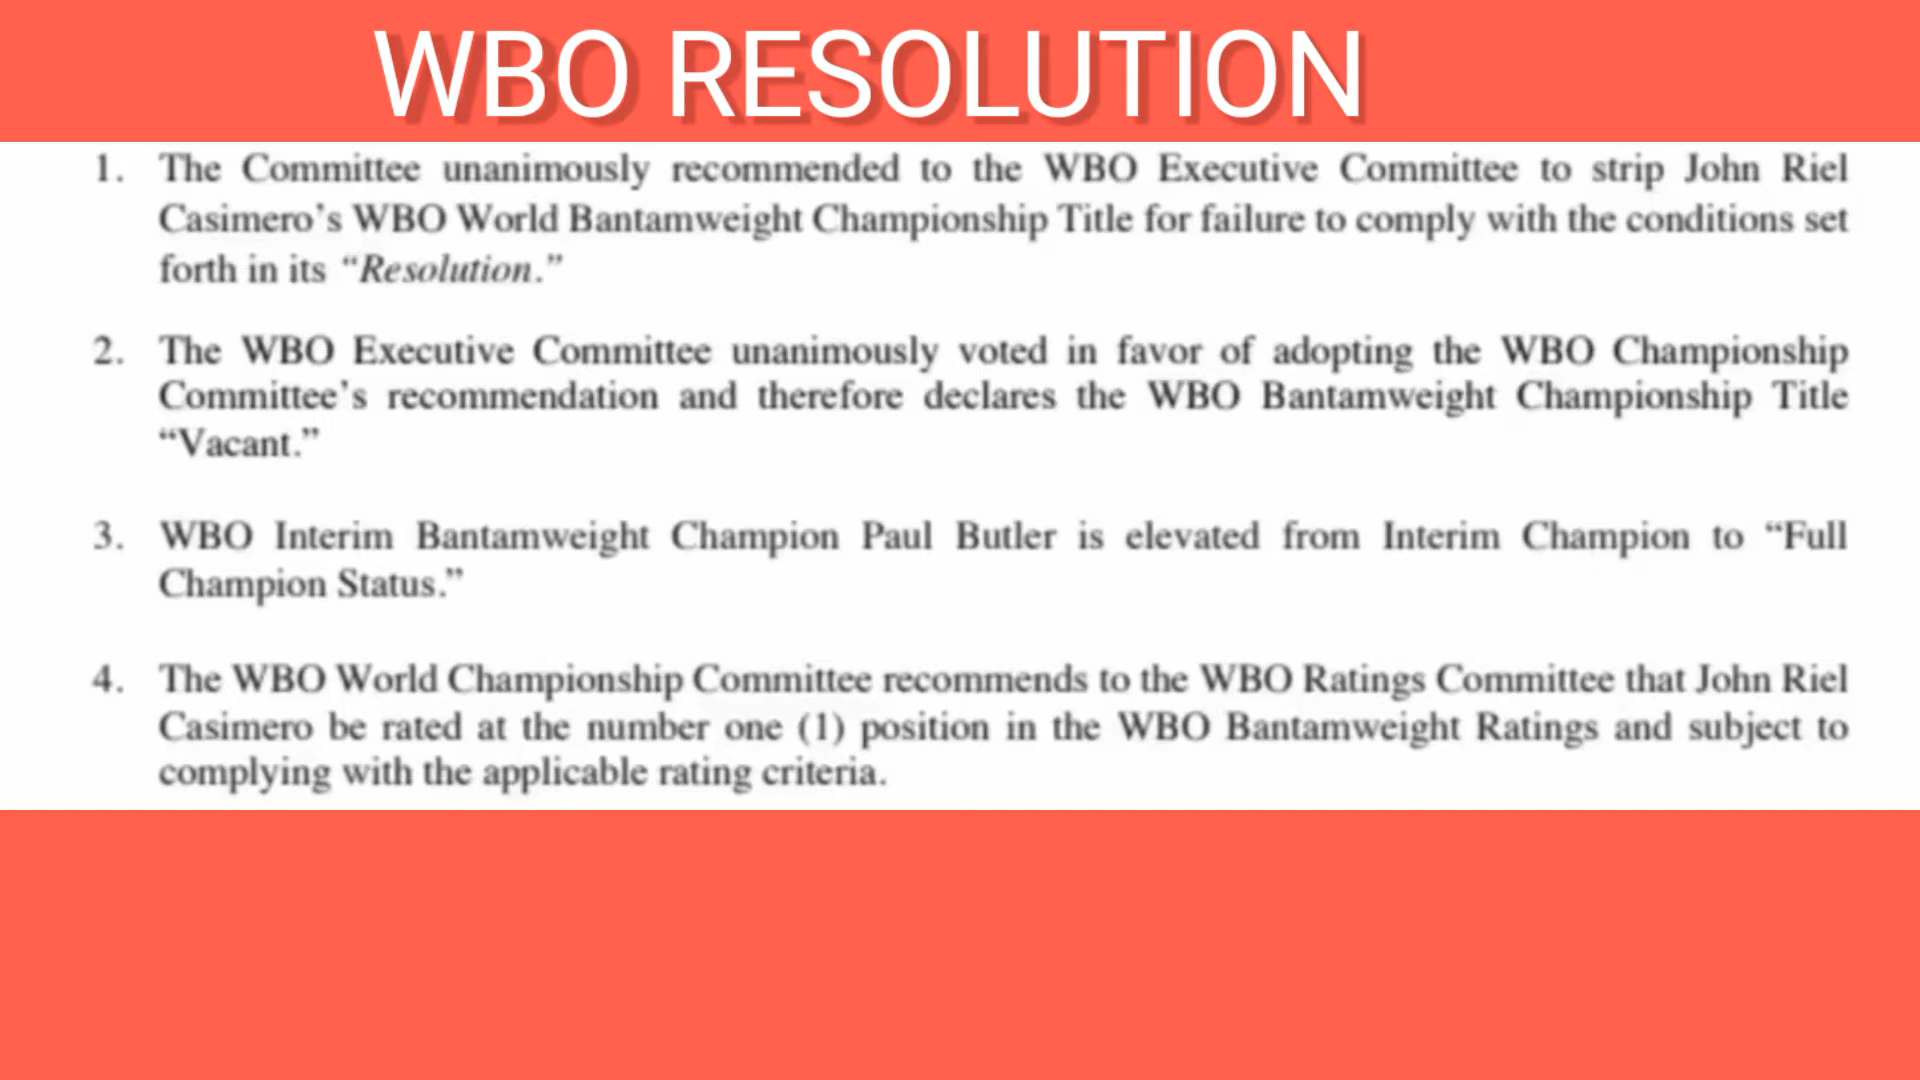 WBO RESOLUTION
1. The Committee unanimously recommended to the WBO Executive Committee to strip John Riel
Casimero’s WBO World Bantamweight Championship Title for failure to comply with the conditions set
forth in its “Resolution.”
2. The WBO Executive Committee unanimously voted in favor of adopting the WBO Championship
Committee’s recommendation and therefore declares the WBO Bantamweight Championship Title
“Vacant.”
3. WBO Interim Bantamweight Champion Paul Butler is elevated from Interim Champion to “Full
Champion Status.”
4. The WBO World Championship Committee recommends to the WBO Ratings Committee that John Riel
Casimero be rated at the number one (1) position in the WBO Bantamweight Ratings and subject to
complying with the applicable rating criteria.